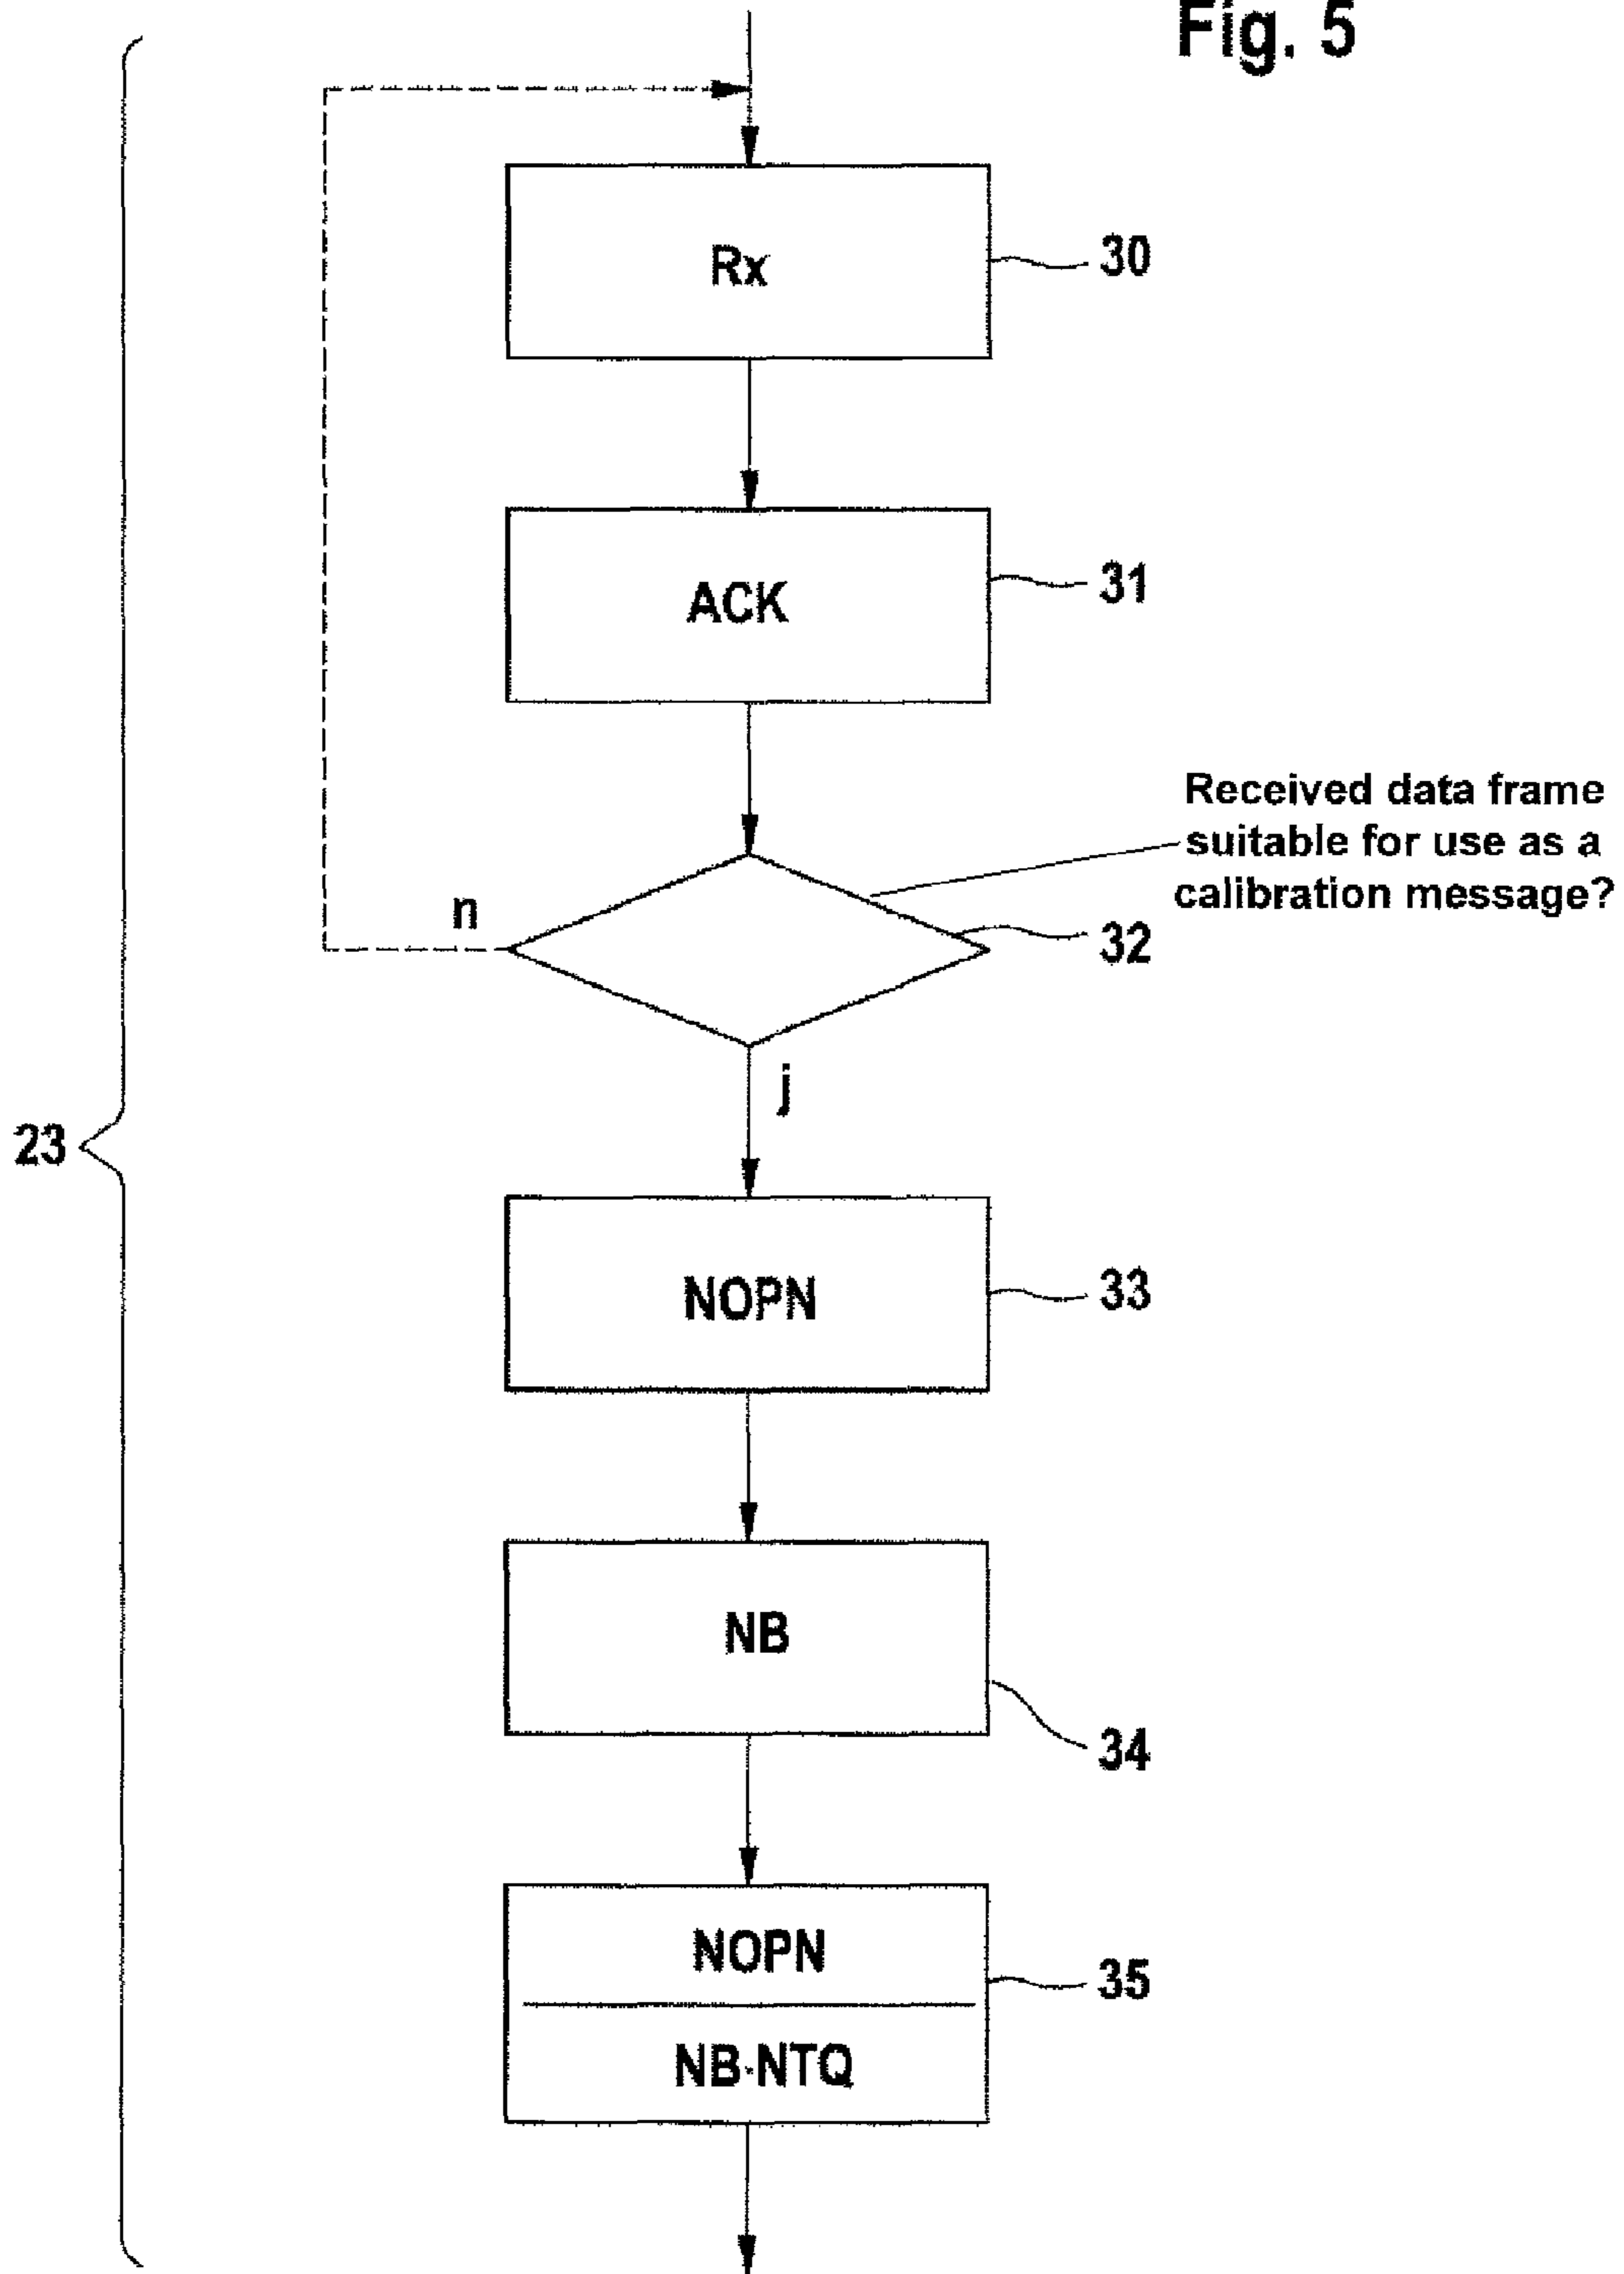 Fig. 5
Rx
30
ACK
31
Received data frame
suitable for use as a
calibration message?
n
32
j
23
NOPN
33
NB
34
NOPN
35
NB·NTQ